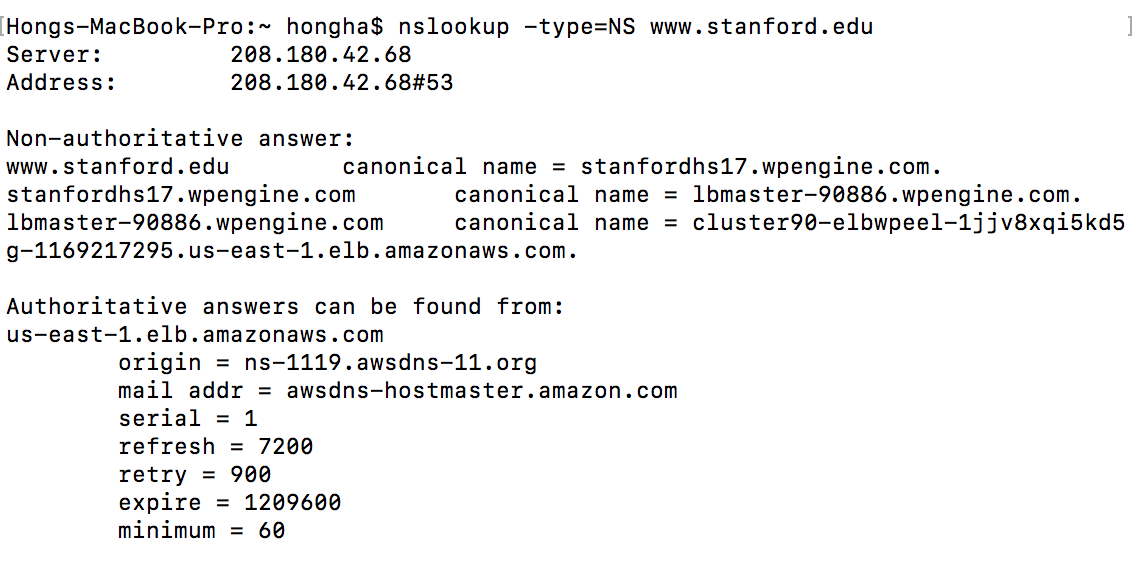 [Hongs-MacBook-Pro:~ hongha$ nslookup -type=NS www.stanford.edu ]
Server:         208.180.42.68
Address:        208.180.42.68#53

Non-authoritative answer:
www.stanford.edu        canonical name = stanfordhs17.wpengine.com.
stanfordhs17.wpengine.com       canonical name = lbmaster-90886.wpengine.com.
lbmaster-90886.wpengine.com     canonical name = cluster90-elbwpeel-1jjv8xqi5kd5
g-1169217295.us-east-1.elb.amazonaws.com.

Authoritative answers can be found from:
us-east-1.elb.amazonaws.com
        origin = ns-1119.awsdns-11.org
        mail addr = awsdns-hostmaster.amazon.com
        serial = 1
        refresh = 7200
        retry = 900
        expire = 1209600
        minimum = 60